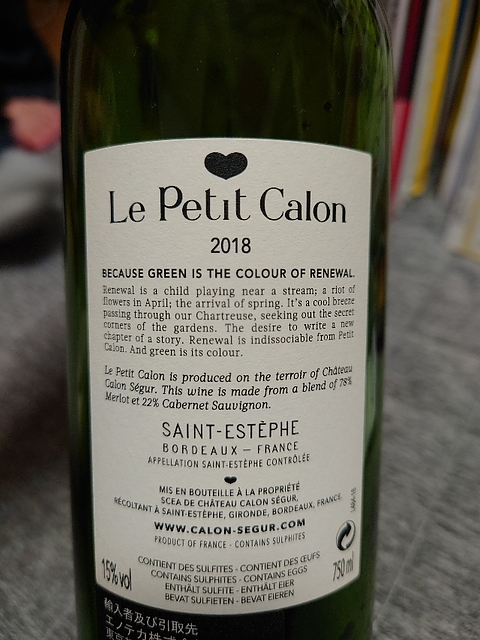 Le Petit Calon
2018
BECAUSE GREEN IS THE COLOUR OF RENEWAL.
Renewal is a child playing near a stream; a riot of
flowers in April; the arrival of spring. It's a cool breeze
passing through our Chartreuse, seeking out the secret
corners of the gardens. The desire to write a new
chapter of a story. Renewal is indissociable from Petit
Calon. And green is its colour.
Le Petit Calon is produced on the terroir of Château
Calon Ségur. This wine is made from a blend of 78%
Merlot et 22% Cabernet Sauvignon.
SAINT-ESTÈPHE
BORDEAUX – FRANCE
APPELLATION SAINT-ESTÈPHE CONTRÔLÉE
MIS EN BOUTEILLE À LA PROPRIÉTÉ
SCEA DE CHÂTEAU CALON SÉGUR,
RÉCOLTANT À SAINT-ESTÈPHE, GIRONDE, BORDEAUX, FRANCE.
WWW.CALON-SEGUR.COM
PRODUCT OF FRANCE - CONTAINS SULPHITES
CONTIENT DES SULFITES - CONTIENT DES ŒUFS
CONTAINS SULPHITES - CONTAINS EGGS
ENTHÄLT SULFITE - ENTHÄLT EIER
BEVAT SULFIETEN - BEVAT EIEREN
15% vol
750 ml
輸入者及び引取先
エノテカ株式会